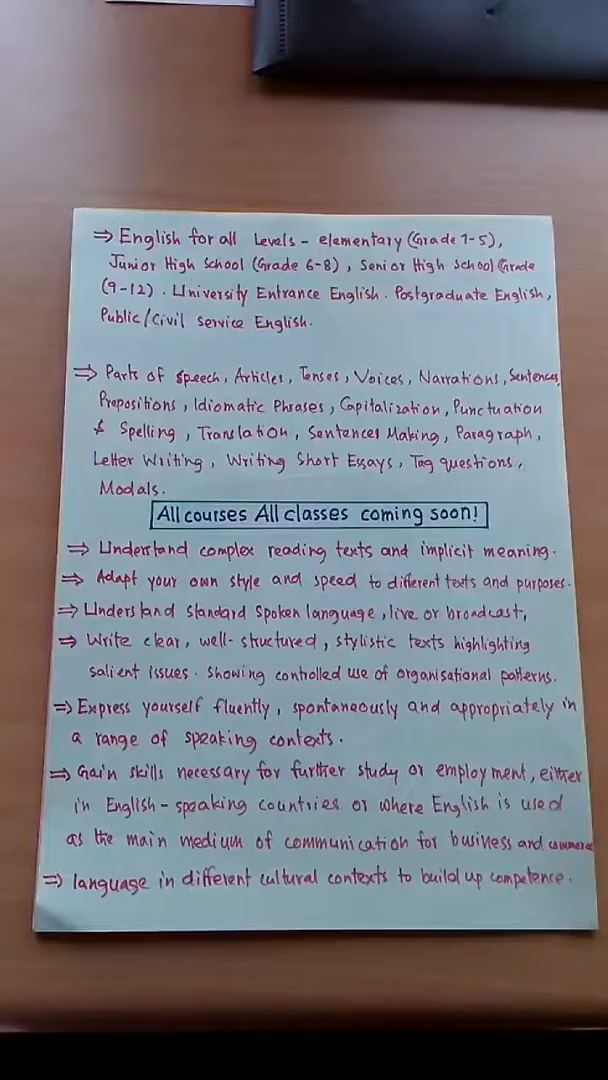 ⇒ English for all Levels - elementary (Grade 1-5),
Junior High School (Grade 6-8), Senior High School (Grade
(9-12). University Entrance English. Postgraduate English,
Public/Civil Service English.
⇒ Parts of Speech, Articles, Tenses, Voices, Narrations, Sentences,
Prepositions, Idiomatic Phrases, Capitalization, Punctuation
& Spelling, Translation, Sentences Making, Paragraph,
Letter Writing, Writing Short Essays, Tag questions,
Modals.
All courses All classes coming soon!
⇒ Understand complex reading texts and implicit meaning.
⇒ Adapt your own style and speed to different texts and purposes.
⇒ Understand standard spoken language, live or broadcast,
⇒ Write clear, well-structured, stylistic texts highlighting
salient issues. showing controlled use of organisational patterns.
⇒ Express yourself fluently, spontaneously and appropriately in
a range of speaking contexts.
⇒ Gain skills necessary for further study or employment, either
in English-speaking countries or where English is used
as the main medium of communication for business and commerce
⇒ language in different cultural contexts to build up competence.